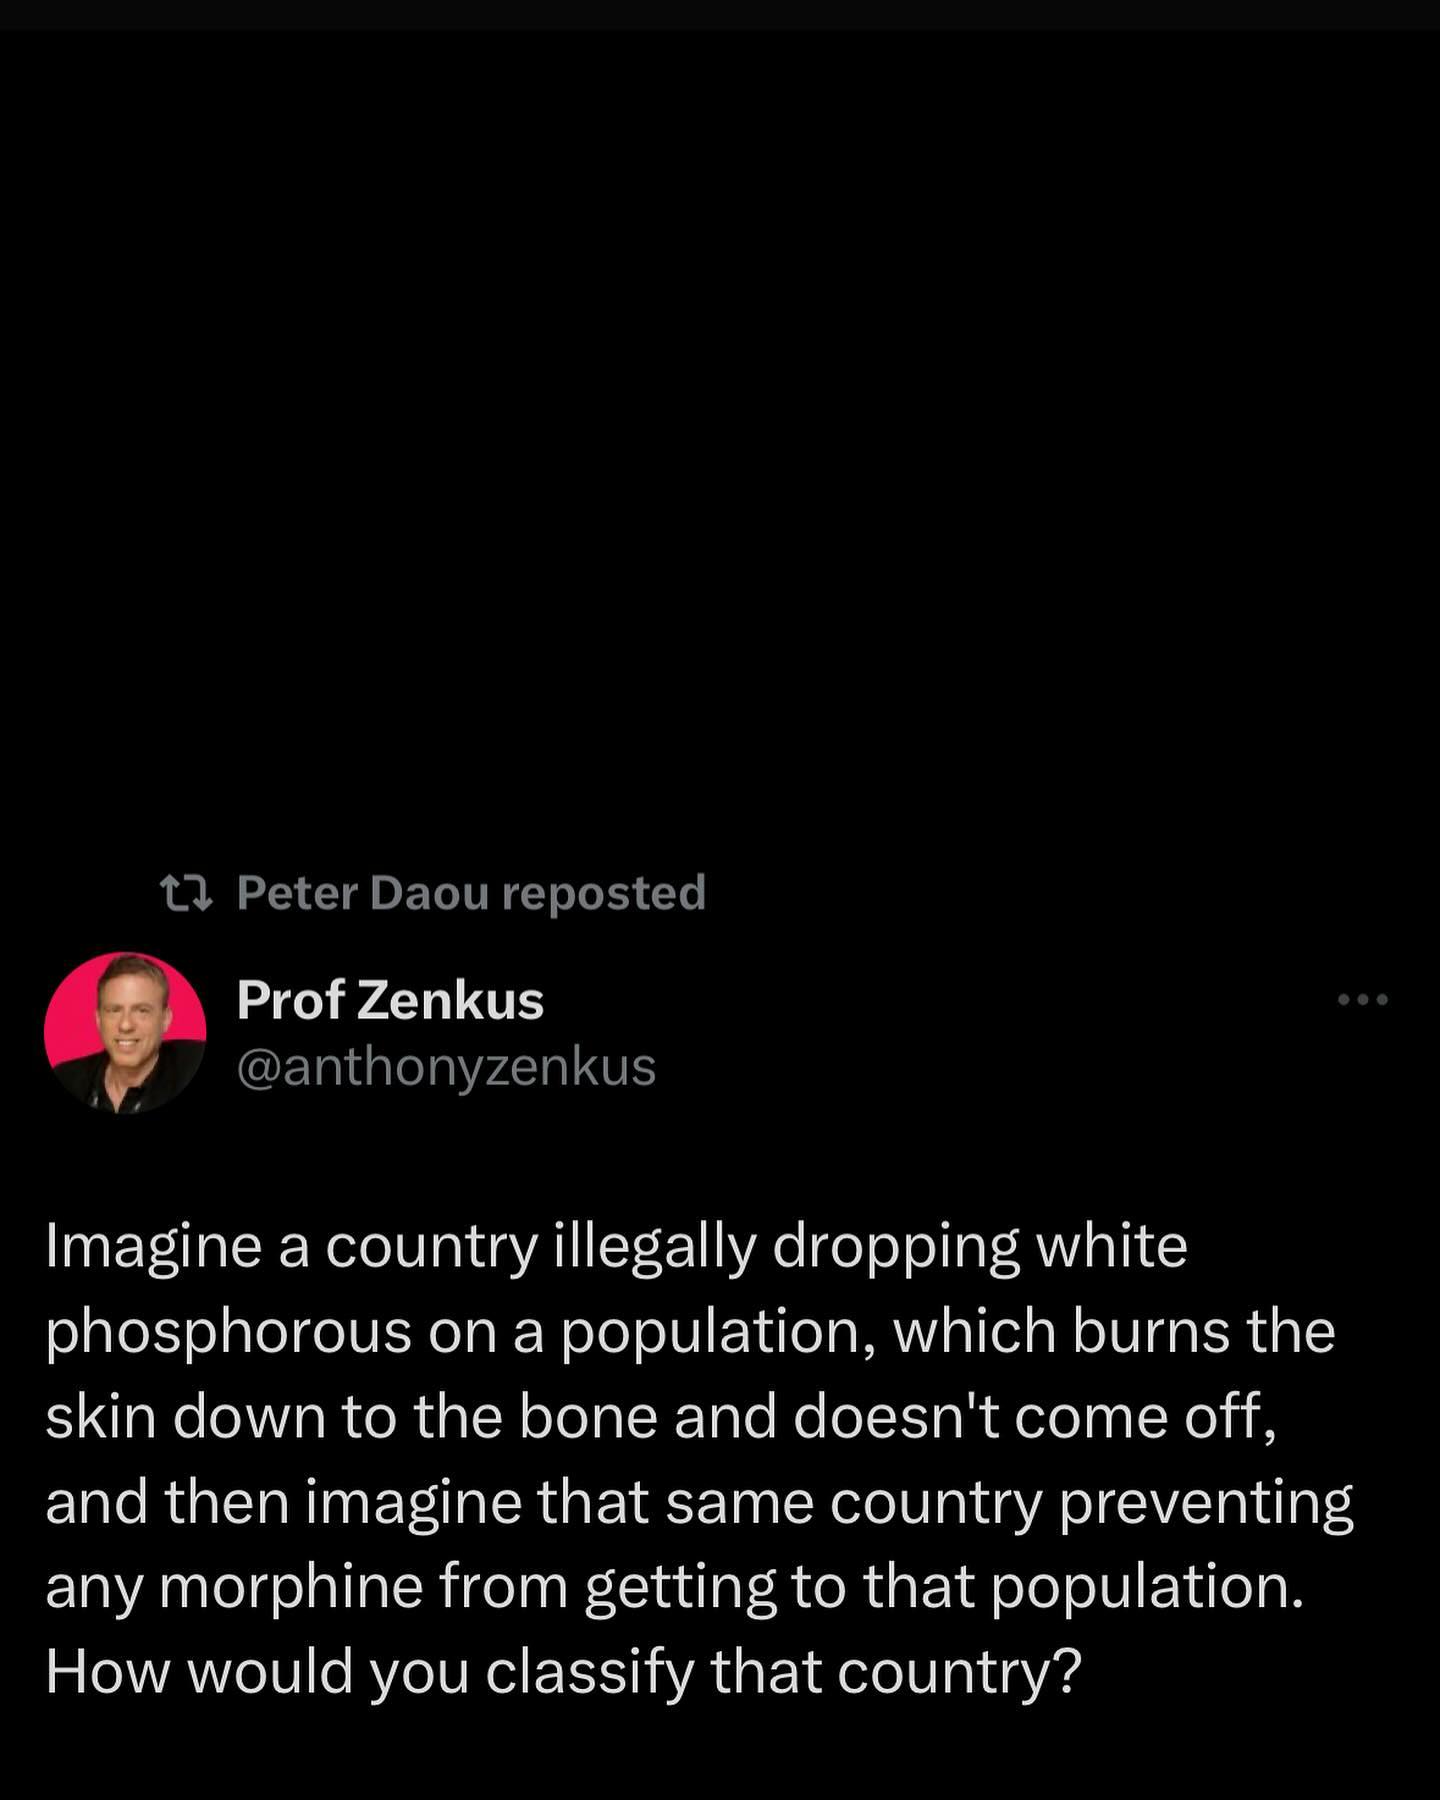 Peter Daou reposted
Prof Zenkus
@anthonyzenkus
Imagine a country illegally dropping white
phosphorous on a population, which burns the
skin down to the bone and doesn't come off,
and then imagine that same country preventing
any morphine from getting to that population.
How would you classify that country?